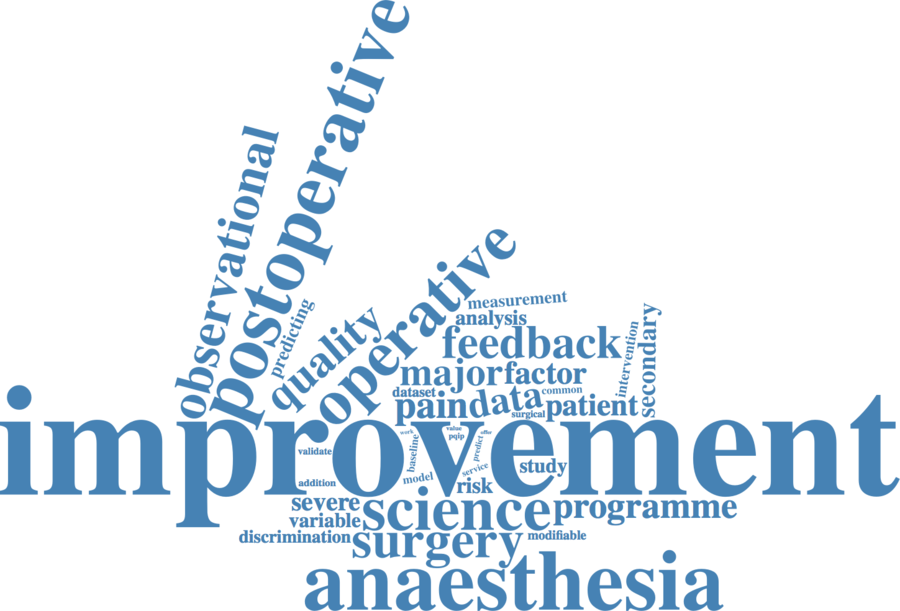 postoperative
observational
operative
predicting
quality
measurement
analysis
feedback
intervention
secondary
major
factor
dataset
common
pain
data
surgical
patient
improvement
work
value
offer
pqip
baseline
predict
validate
service
study
model
addition
risk
severe
science
programme
variable
discrimination
surgery
modifiable
anaesthesia